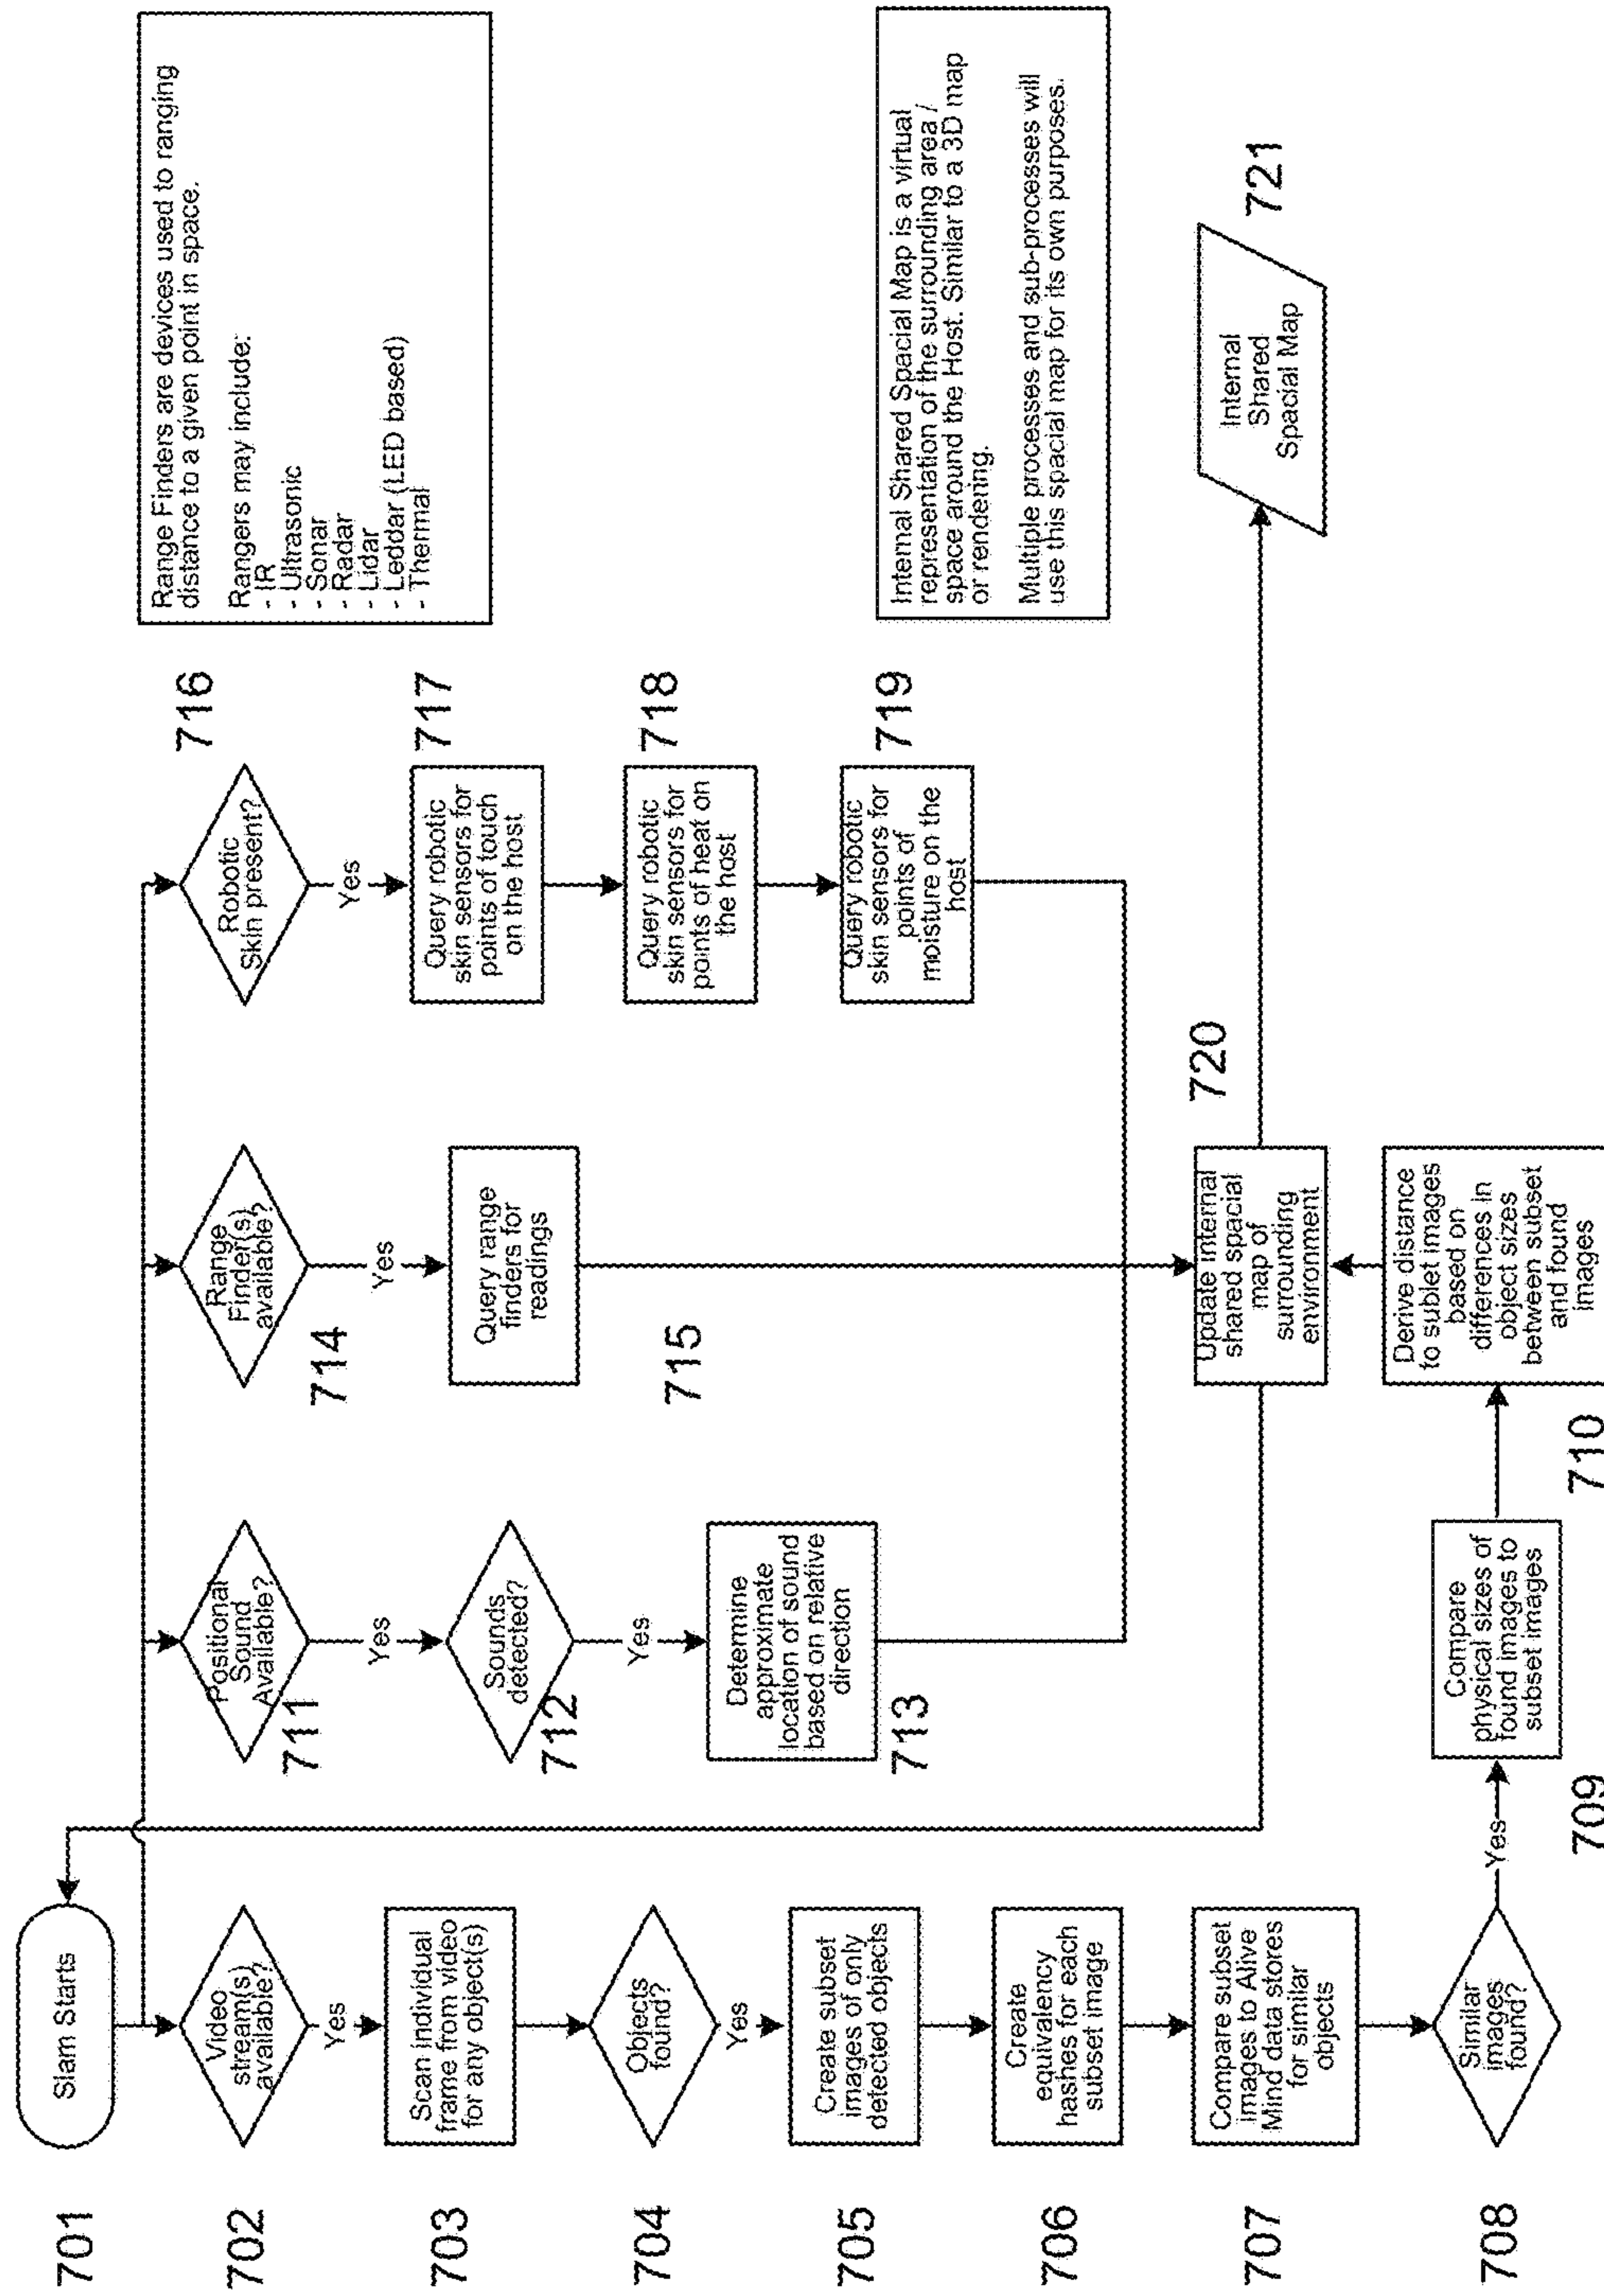 701
Slam Starts
702
Video
stream(s)
available?
Yes
703
Scan individual
frame from video
for any object(s)
704
Objects
found?
Yes
705
Create subset
images of only
detected objects
706
Create
equivalency
hashes for each
subset image
707
Compare subset
images to Alive
Mind data stores
for similar
objects
708
Similar
images
found?
Yes
709
Compare
physical sizes of
found images to
subset images
710
Derive distance
to sublet images
based on
differences in
object sizes
between subset
and found
images
711
Positional
Sound
Available?
Yes
712
Sounds
detected?
Yes
713
Determine
approximate
location of sound
based on relative
direction
714
Range
Finder(s)
available?
Yes
715
Query range
finders for
readings
716
Robotic
Skin present?
Yes
717
Query robotic
skin sensors for
points of touch
on the host
718
Query robotic
skin sensors for
points of heat on
the host
719
Query robotic
skin sensors for
points of
moisture on the
host
720
Update internal
shared spacial
map of
surrounding
environment
721
Internal
Shared
Spacial Map
Range Finders are devices used to ranging
distance to a given point in space.
Rangers may include:
- IR
- Ultrasonic
- Sonar
- Radar
- Lidar
- Leddar (LED based)
- Thermal
Internal Shared Spacial Map is a virtual
representation of the surrounding area /
space around the Host. Similar to a 3D map
or rendering.
Multiple processes and sub-processes will
use this spacial map for its own purposes.